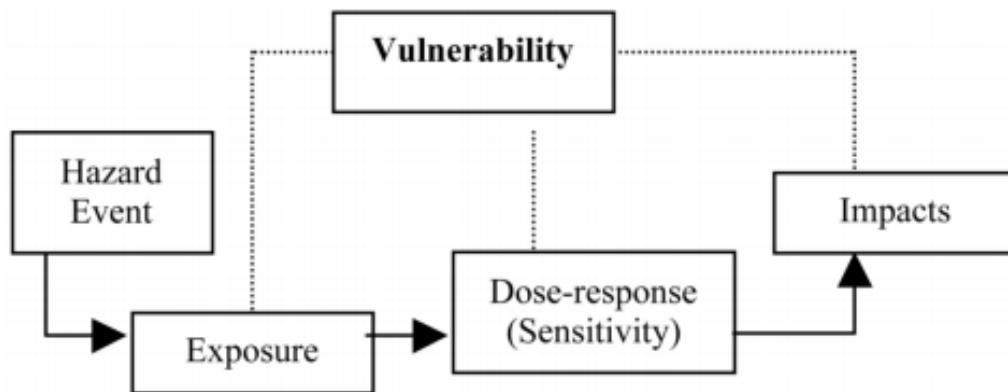 Vulnerability
Hazard
Event
Impacts
Dose-response
(Sensitivity)
Exposure